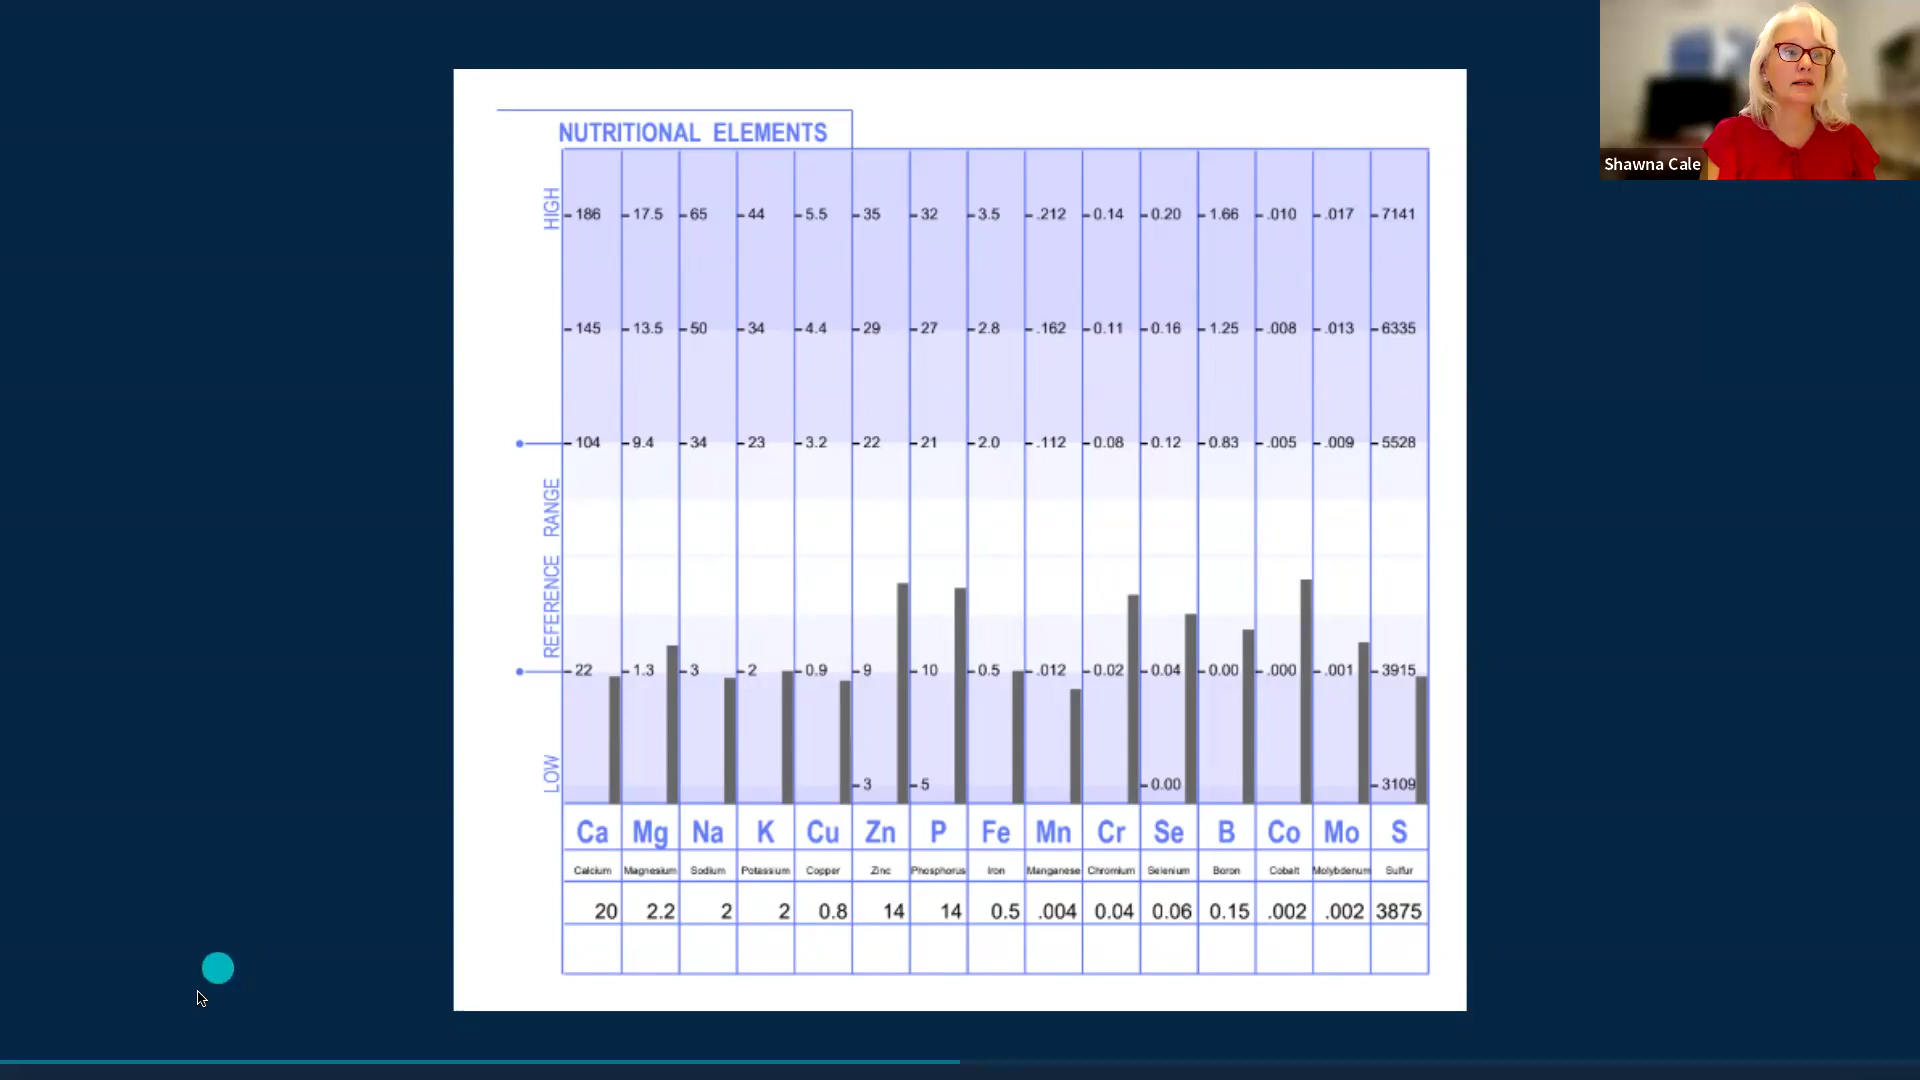 Shawna Cale
NUTRITIONAL ELEMENTS
HIGH
186 17.5 65 44 5.5 35 32 3.5 .212 0.14 0.20 1.66 .010 .017 7141
145 13.5 50 34 4.4 29 27 2.8 .162 0.11 0.16 1.25 .008 .013 6335
104 9.4 34 23 3.2 22 21 2.0 .112 0.08 0.12 0.83 .005 .009 5528
REFERENCE RANGE
22 1.3 3 2 0.9 9 10 0.5 .012 0.02 0.04 0.00 .000 .001 3915
LOW
3 5 0.00 3109
Ca Mg Na K Cu Zn P Fe Mn Cr Se B Co Mo S
Calcium Magnesium Sodium Potassium Copper Zinc Phosphorus Iron Manganese Chromium Selenium Boron Cobalt Molybdenum Sulfur
20 2.2 2 2 0.8 14 14 0.5 .004 0.04 0.06 0.15 .002 .002 3875